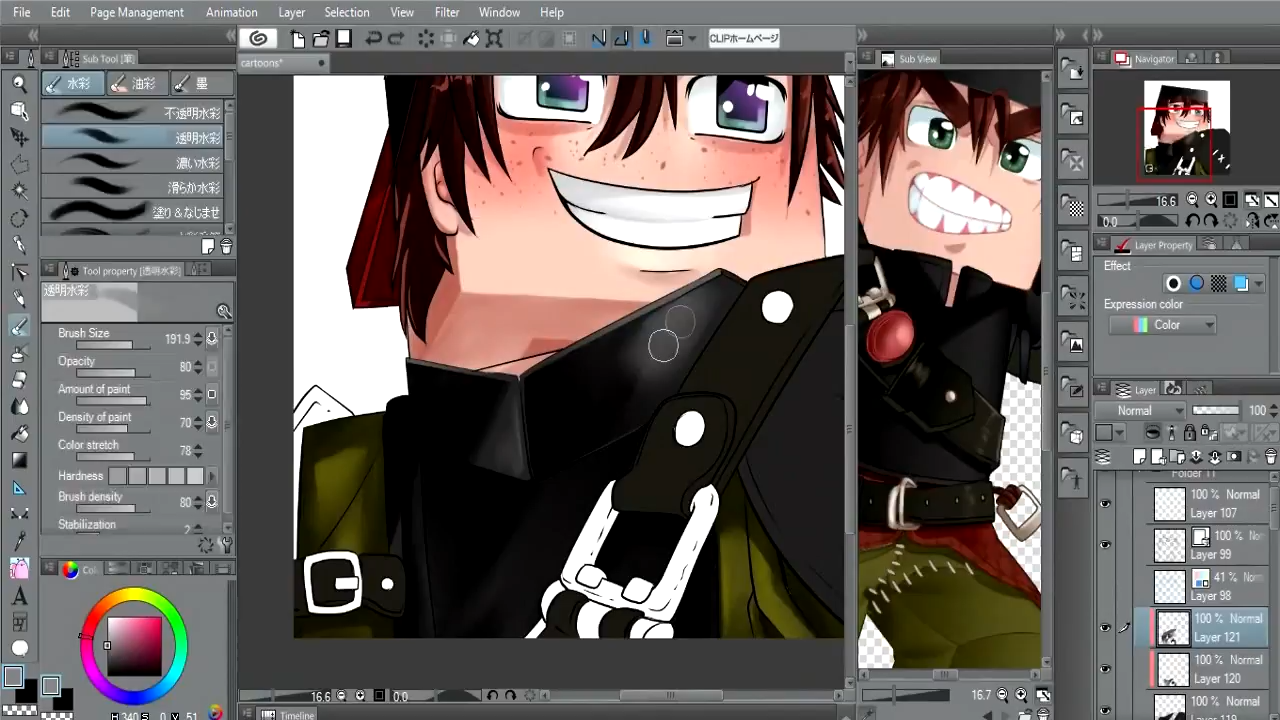 File Edit Page Management Animation Layer Selection View Filter Window Help
Sub Tool [筆]
水彩 油彩 墨
不透明水彩
透明水彩
濃い水彩
滑らか水彩
塗り＆なじませ
Tool property [透明水彩]
透明水彩
Brush Size 191.9
Opacity 80
Amount of paint 95
Density of paint 70
Color stretch 78
Hardness
Brush density 80
Stabilization 2
CLIPホームページ
cartoons*
16.6 0.0
Timeline
Sub View
16.7
Navigator
16.6
0.0
Layer Property
Effect
Expression color
Color
Layer
Normal 100
Folder 11
100 % Normal
Layer 107
100 %
Layer 99
41 %
Layer 98
100 % Normal
Layer 121
100 % Normal
Layer 120
100 % Normal